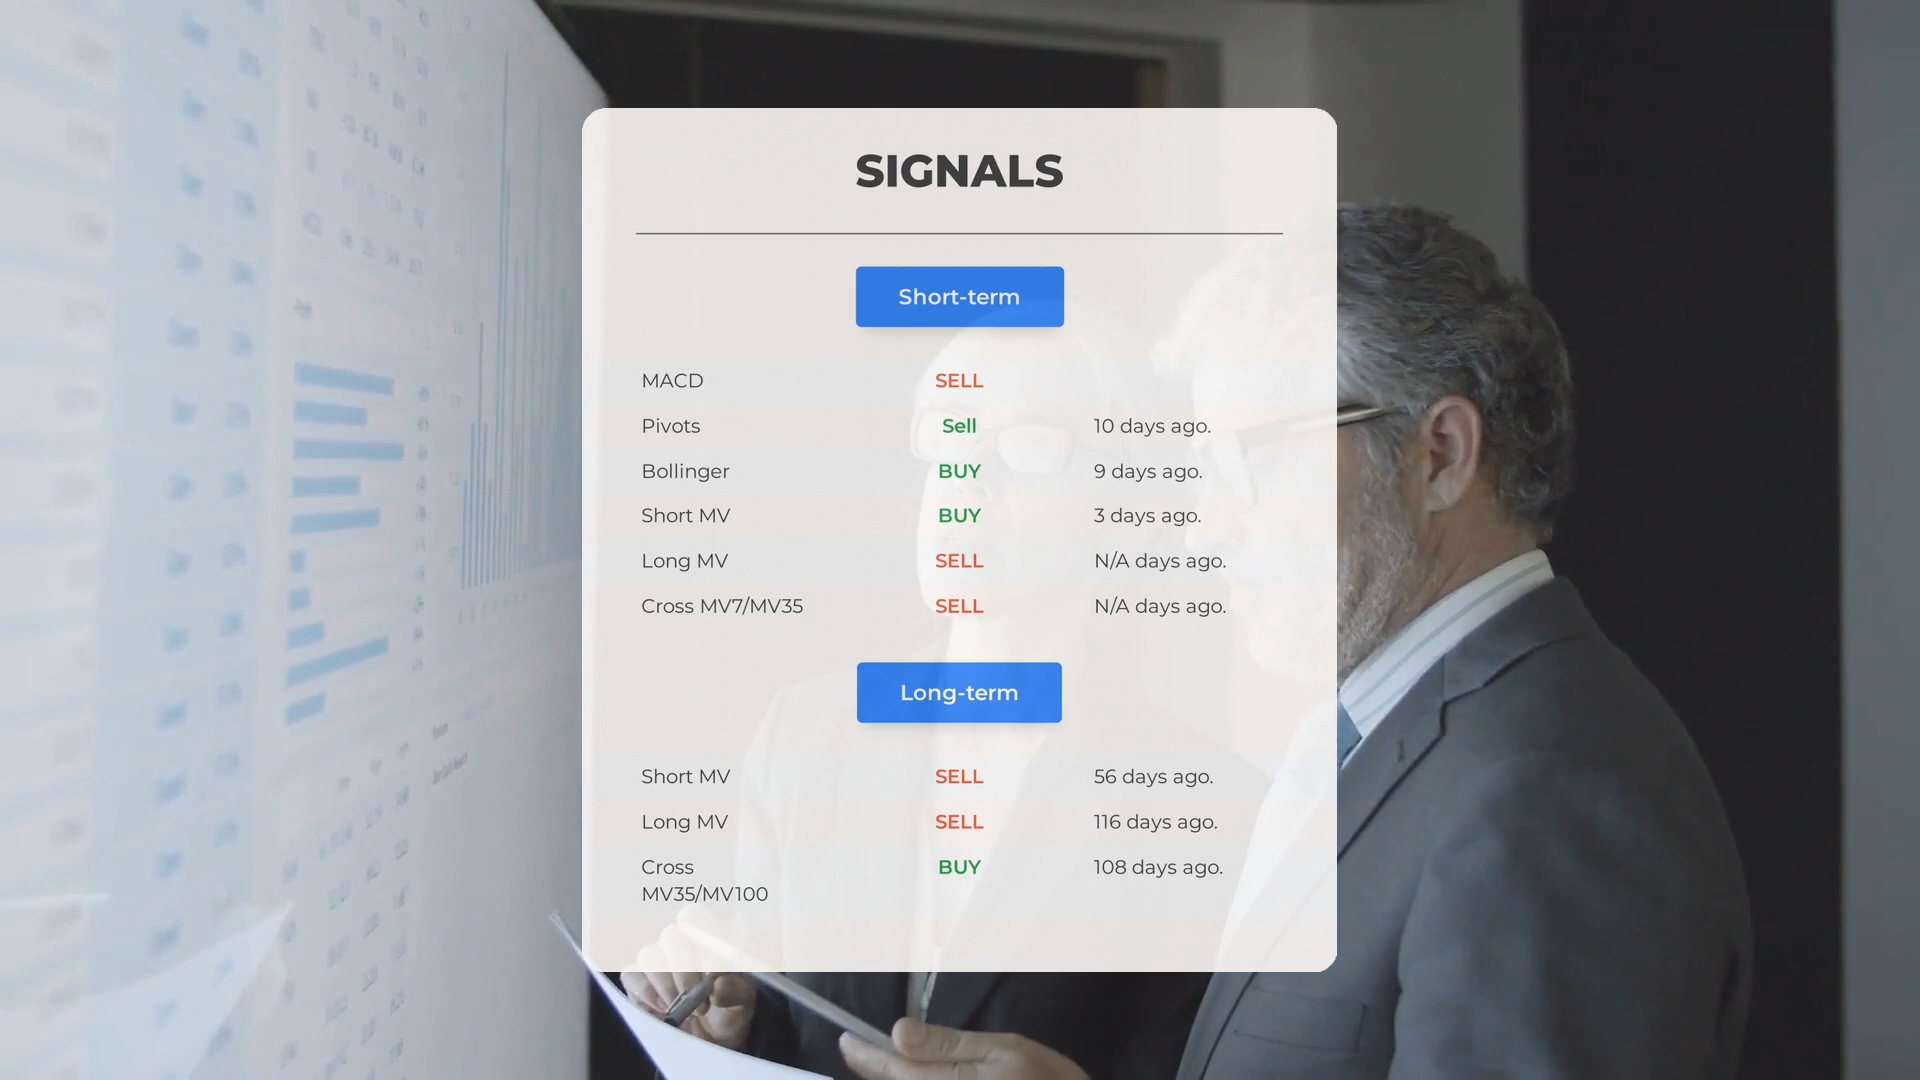 SIGNALS
Short-term
MACD SELL
Pivots Sell 10 days ago.
Bollinger BUY 9 days ago.
Short MV BUY 3 days ago.
Long MV SELL N/A days ago.
Cross MV7/MV35 SELL N/A days ago.
Long-term
Short MV SELL 56 days ago.
Long MV SELL 116 days ago.
Cross BUY 108 days ago.
MV35/MV100